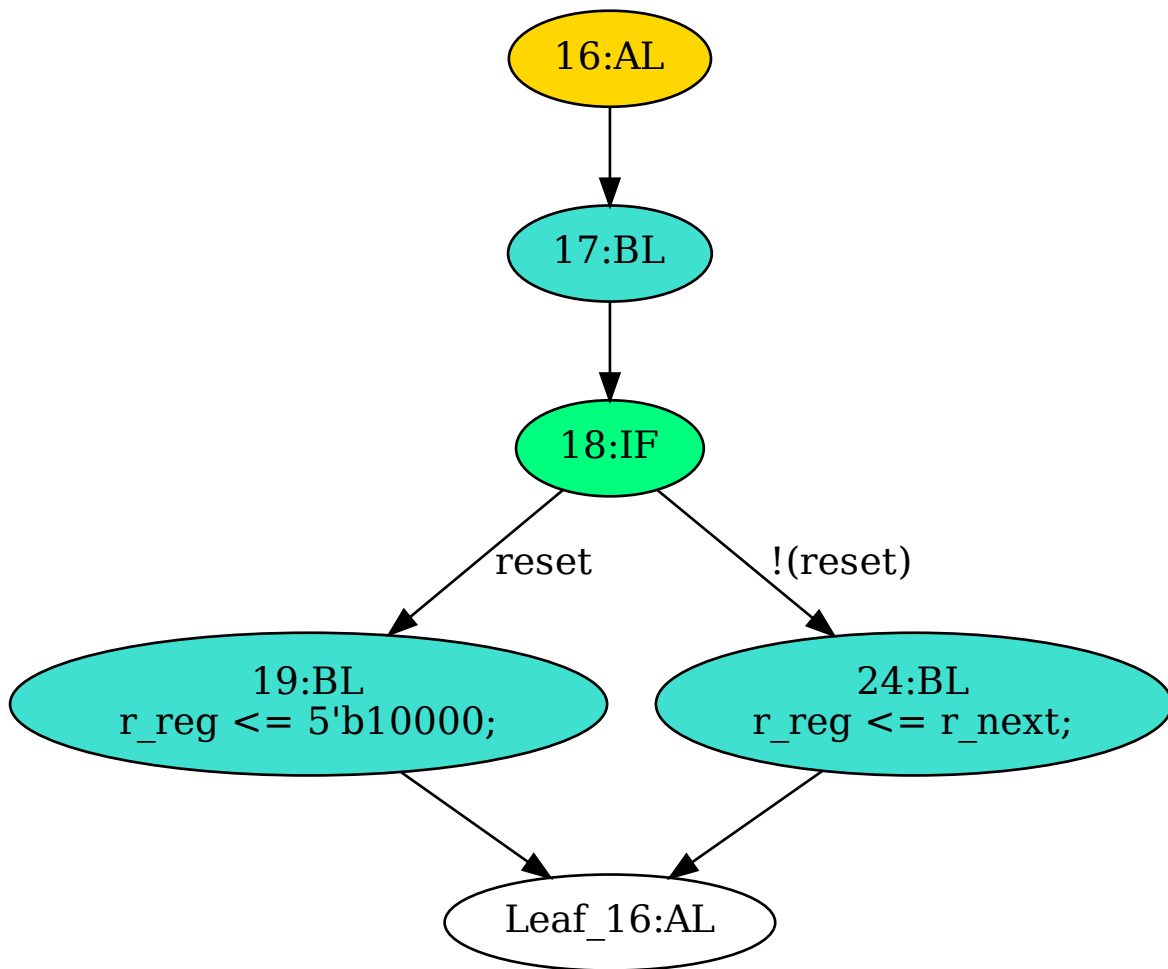 16:AL
17:BL
18:IF
reset
!(reset)
19:BL
r_reg <= 5'b10000;
24:BL
r_reg <= r_next;
Leaf_16:AL